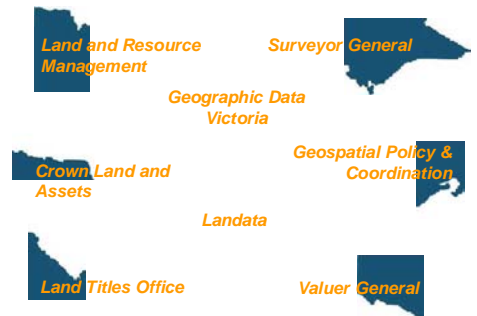 Land and Resource
Management
Surveyor General
Geographic Data
Victoria
Geospatial Policy &
Coordination
Crown Land and
Assets
Landata
Land Titles Office
Valuer General